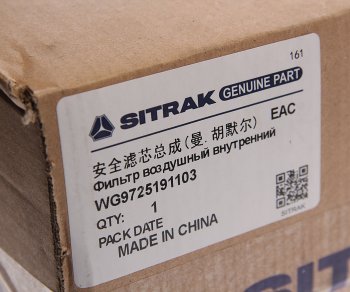 161
SITRAK GENUINE PART
安全滤芯总成(曼.胡默尔) EAC
Фильтр воздушный внутренний
WG9725191103
QTY: 1
PACK DATE
MADE IN CHINA
SITRAK
SITRA